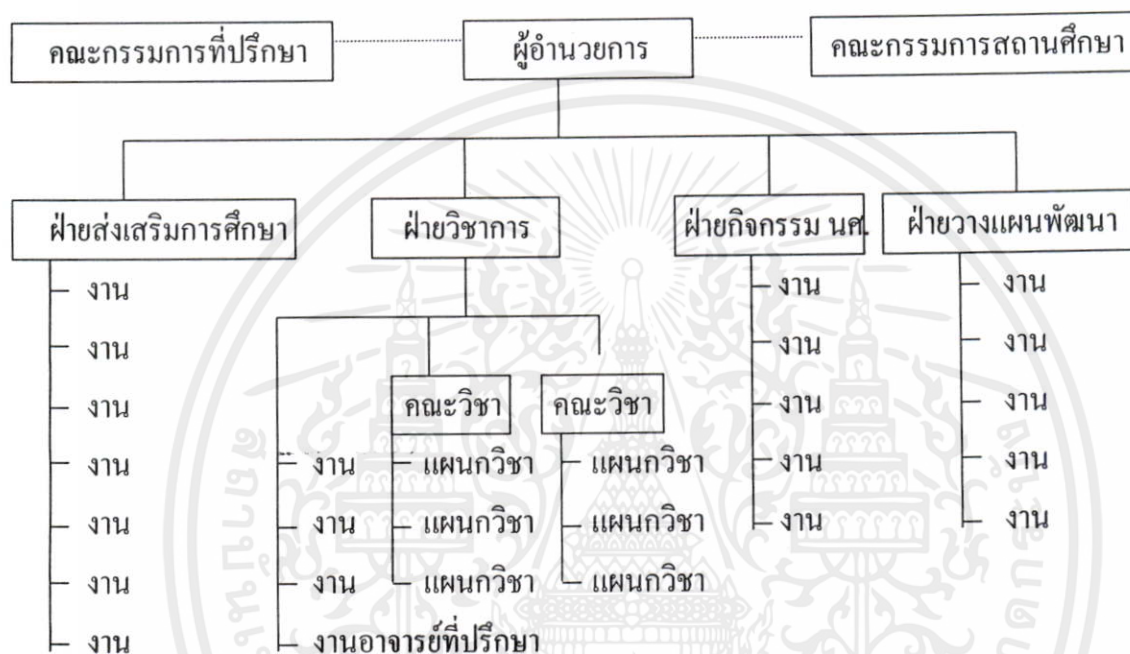 คณะกรรมการที่ปรึกษา ผู้อำนวยการ คณะกรรมการสถานศึกษา
ฝ่ายส่งเสริมการศึกษา ฝ่ายวิชาการ ฝ่ายกิจกรรม นศ. ฝ่ายวางแผนพัฒนา
งาน งาน งาน
งาน งาน งาน
งาน คณะวิชา คณะวิชา งาน งาน
งาน งาน แผนกวิชา แผนกวิชา งาน งาน
งาน งาน แผนกวิชา แผนกวิชา งาน งาน
งาน งาน แผนกวิชา แผนกวิชา
งาน งานอาจารย์ที่ปรึกษา